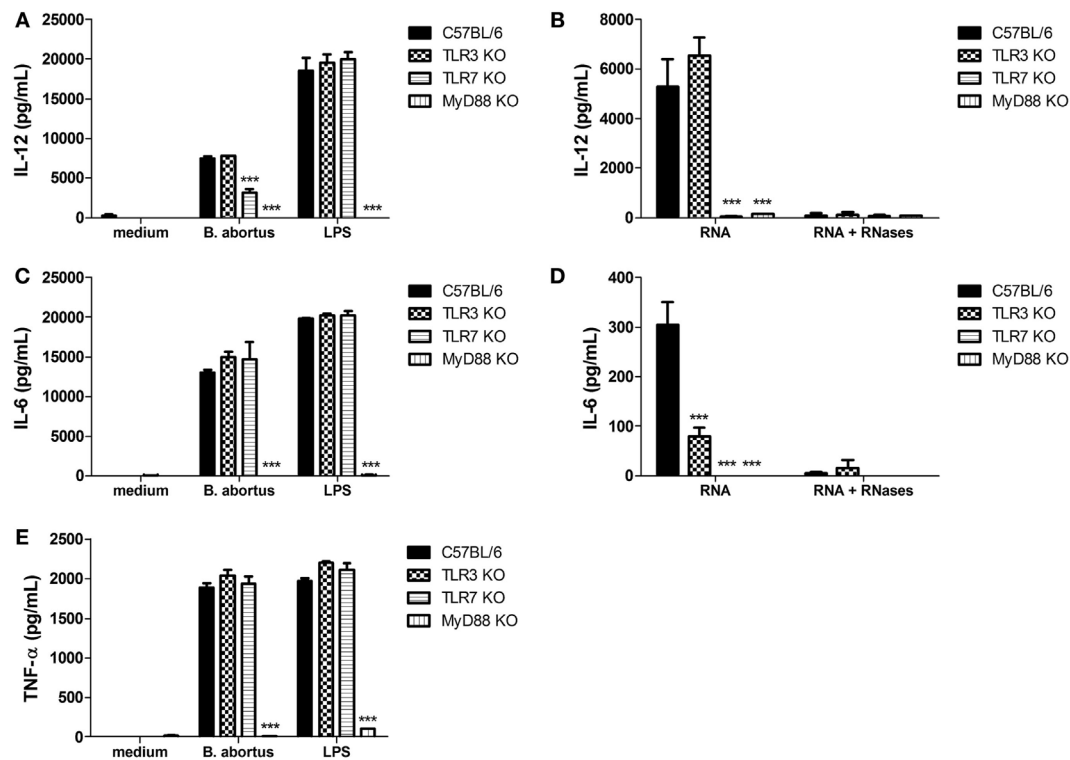 A
IL-12 (pg/mL)
25000
20000
15000
10000
5000
0
***
***
***
medium
B. abortus
LPS
C57BL/6
TLR3 KO
TLR7 KO
MyD88 KO
B
IL-12 (pg/mL)
8000
6000
4000
2000
0
*** ***
RNA
RNA + RNases
C57BL/6
TLR3 KO
TLR7 KO
MyD88 KO
C
IL-6 (pg/mL)
25000
20000
15000
10000
5000
0
***
***
medium
B. abortus
LPS
C57BL/6
TLR3 KO
TLR7 KO
MyD88 KO
D
IL-6 (pg/mL)
400
300
200
100
0
***
*** ***
RNA
RNA + RNases
C57BL/6
TLR3 KO
TLR7 KO
MyD88 KO
E
TNF-α (pg/mL)
2500
2000
1500
1000
500
0
***
***
medium
B. abortus
LPS
C57BL/6
TLR3 KO
TLR7 KO
MyD88 KO